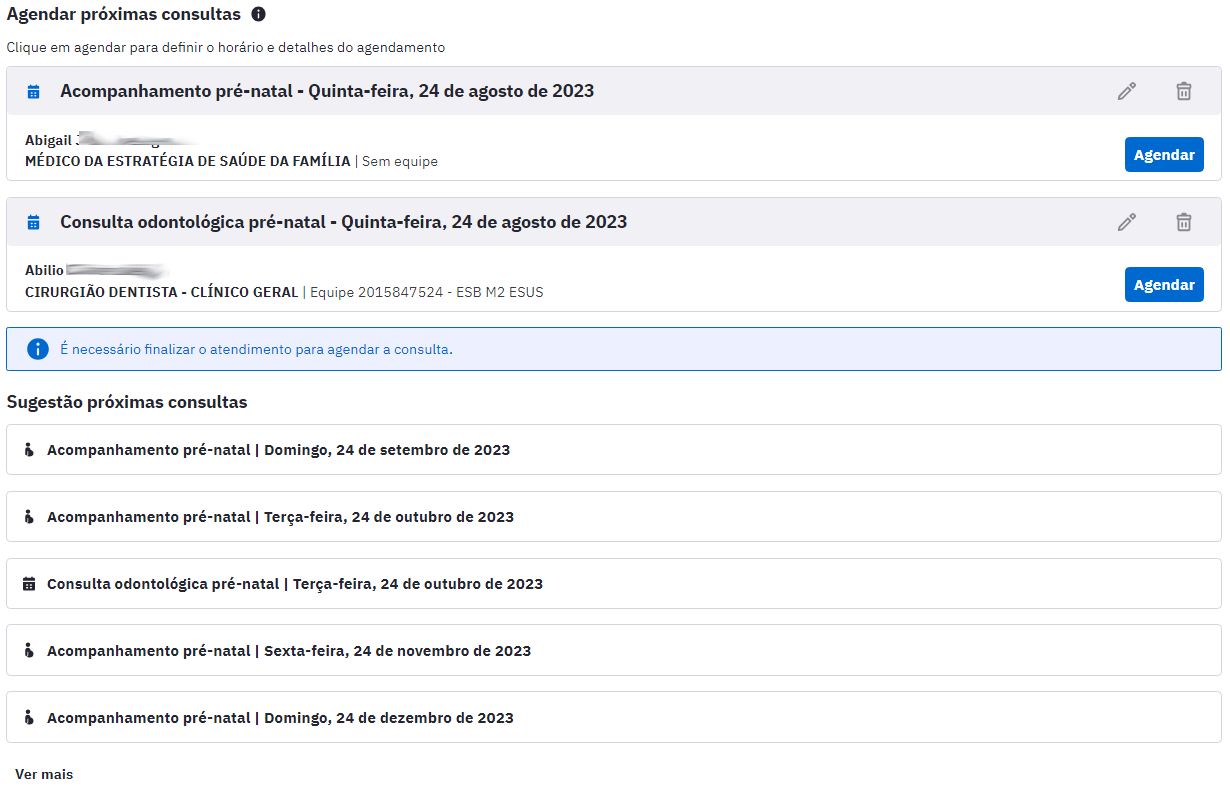 Agendar próximas consultas
Clique em agendar para definir o horário e detalhes do agendamento
Acompanhamento pré-natal - Quinta-feira, 24 de agosto de 2023
Abigail
MÉDICO DA ESTRATÉGIA DE SAÚDE DA FAMÍLIA | Sem equipe
Agendar
Consulta odontológica pré-natal - Quinta-feira, 24 de agosto de 2023
Abilio
CIRURGIÃO DENTISTA - CLÍNICO GERAL | Equipe 2015847524 - ESB M2 ESUS
Agendar
É necessário finalizar o atendimento para agendar a consulta.
Sugestão próximas consultas
Acompanhamento pré-natal | Domingo, 24 de setembro de 2023
Acompanhamento pré-natal | Terça-feira, 24 de outubro de 2023
Consulta odontológica pré-natal | Terça-feira, 24 de outubro de 2023
Acompanhamento pré-natal | Sexta-feira, 24 de novembro de 2023
Acompanhamento pré-natal | Domingo, 24 de dezembro de 2023
Ver mais